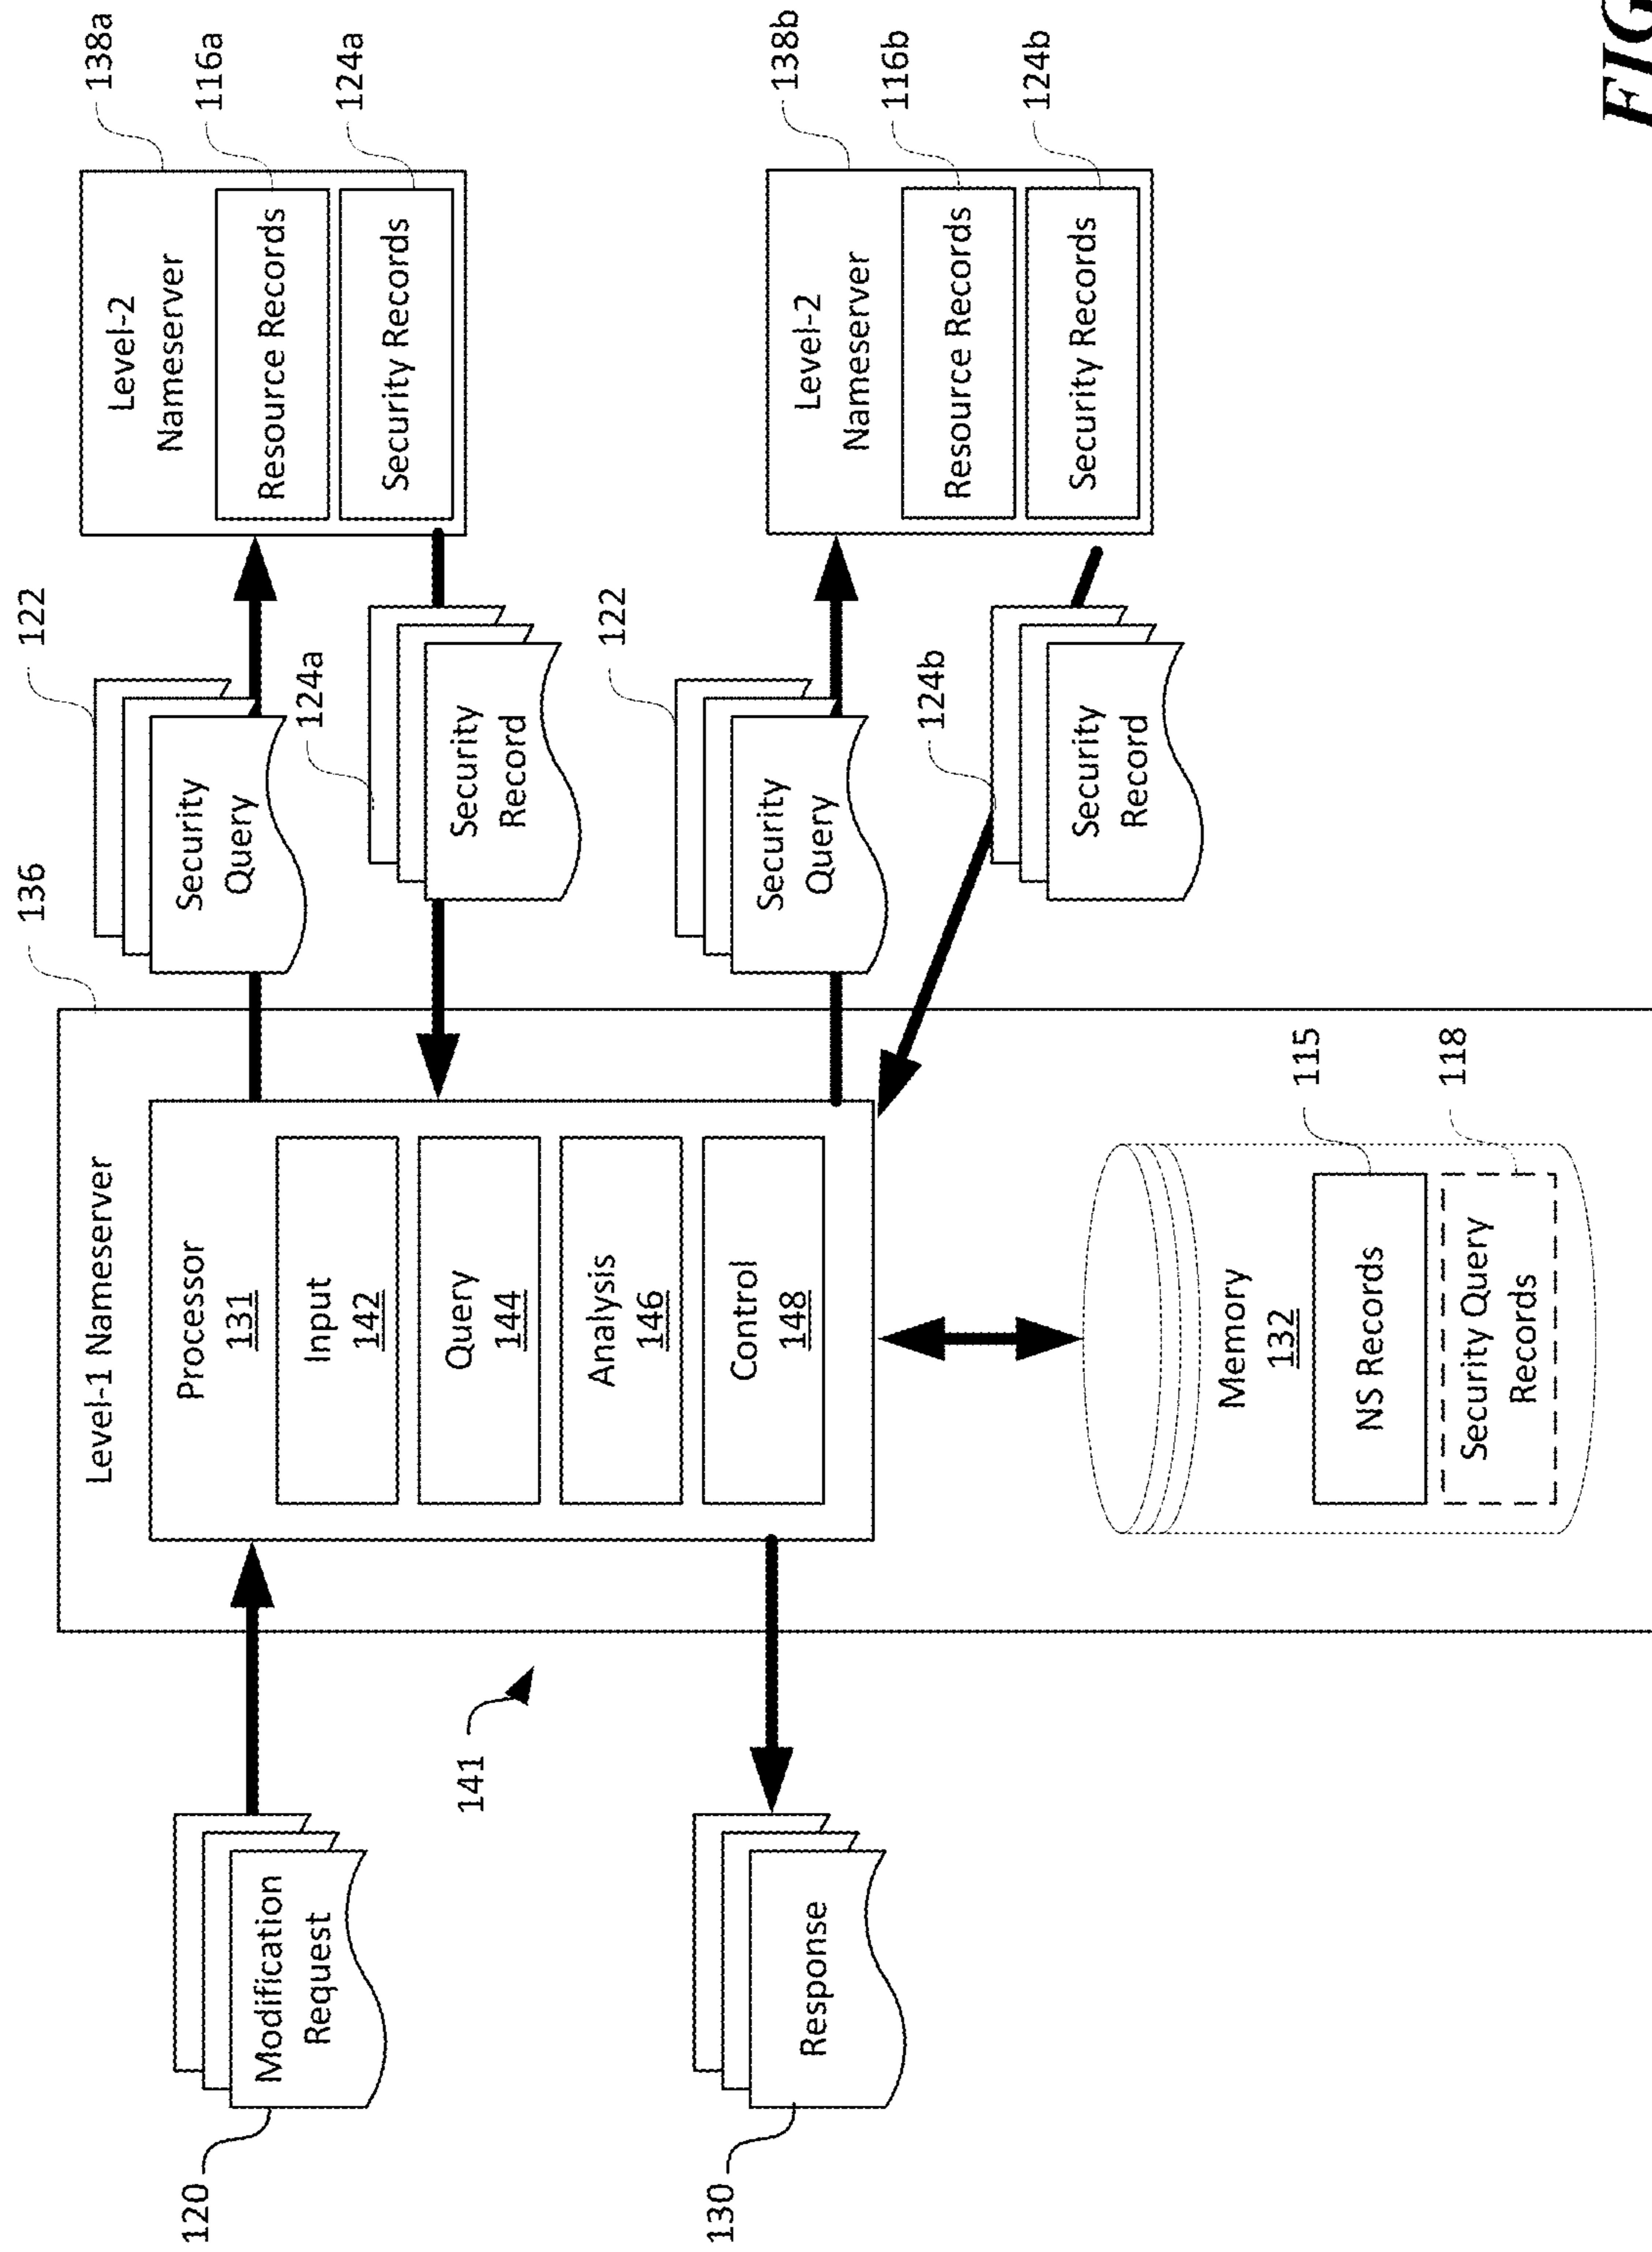 136
122
138a
Level-1 Nameserver
Security
Query
Level-2
Nameserver
116a
Resource Records
124a
Security Records
120
Modification
Request
Processor
131
Input
142
124a
Security
Record
141
Query
144
Analysis
146
122
Security
Query
138b
Level-2
Nameserver
116b
Resource Records
124b
Security Records
130
Response
Control
148
124b
Security
Record
Memory
132
NS Records
115
Security Query
Records
118
FIG